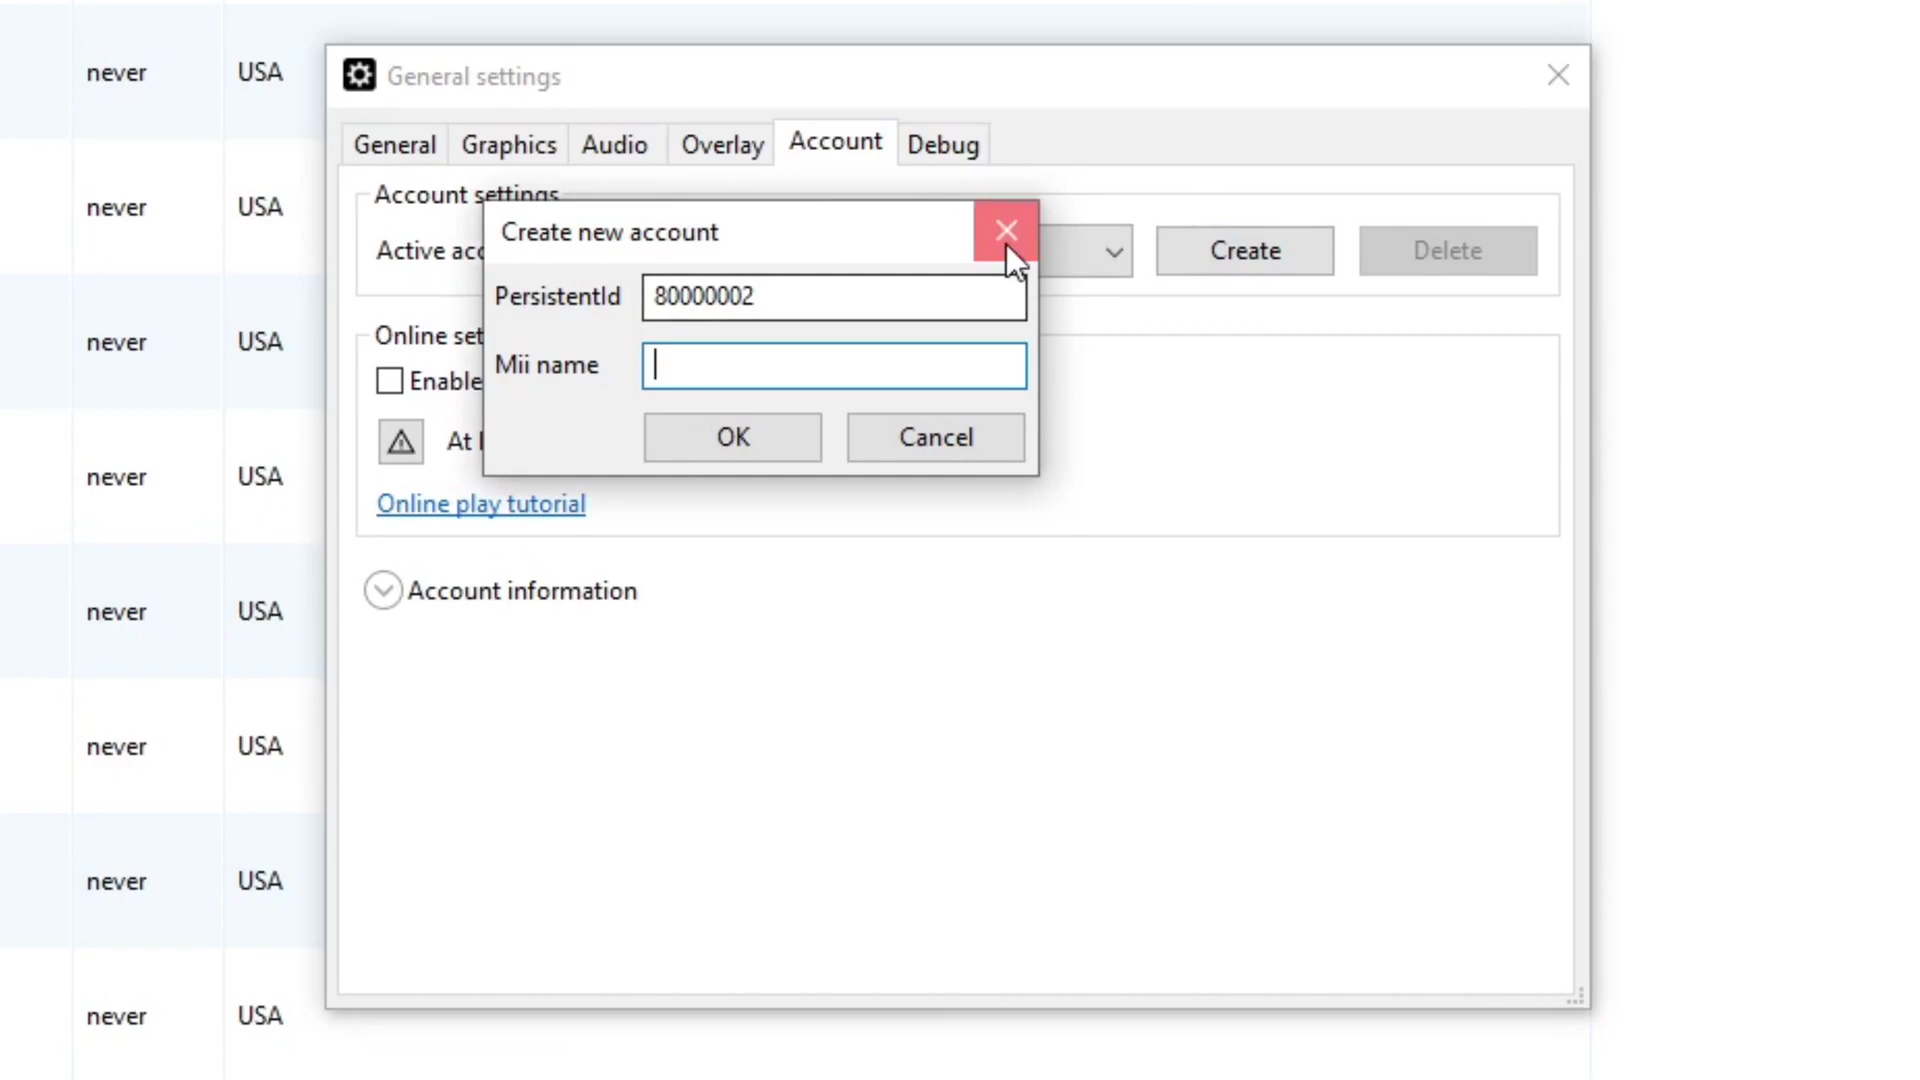 never USA
never USA
never USA
never USA
never USA
never USA
never USA
never USA
General settings
General Graphics Audio Overlay Account Debug
Account settings
Active
Create Delete
Create new account
PersistentId 80000002
Mii name
OK Cancel
Online
Enable
At
Online play tutorial
Account information